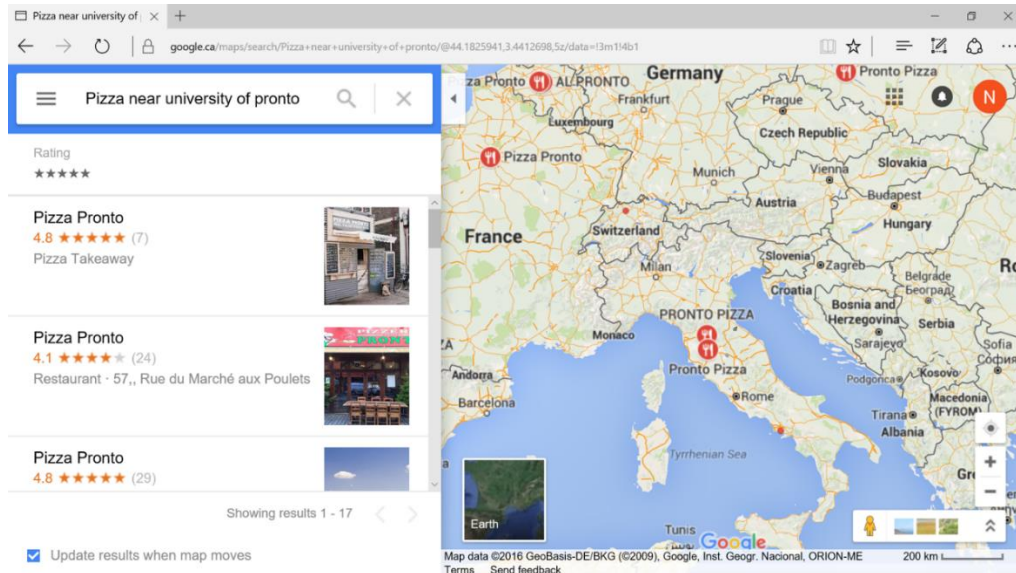 Pizza near university of
google.ca/maps/search/Pizza+near+university+of+pronto/@44.1825941,3.4412698,5z/data=!3m1!4b1
Pizza near university of pronto
Rating
Pizza Pronto
4.8 (7)
Pizza Takeaway
Pizza Pronto
4.1 (24)
Restaurant · 57,, Rue du Marché aux Poulets
Pizza Pronto
4.8 (29)
Showing results 1 - 17
Update results when map moves
zza Pronto
AL PRONTO
Germany
Pronto Pizza
N
Frankfurt
Prague
Luxembourg
Czech Republic
Pizza Pronto
Munich
Vienna
Slovakia
Austria
Budapest
Hungary
France
Switzerland
Slovenia
Zagreb
Milan
Croatia
Belgrade
Београд
Ro
Bosnia and
Herzegovina
Serbia
PRONTO PIZZA
Monaco
Sarajevo
Sofia
София
Andorra
Pronto Pizza
Podgorica
Kosovo
Barcelona
Rome
Macedonia
(FYROM)
Tirana
Albania
Tyrrhenian Sea
Gre
Earth
Tunis
Google
Map data ©2016 GeoBasis-DE/BKG (©2009), Google, Inst. Geogr. Nacional, ORION-ME
200 km
Terms
Send feedback